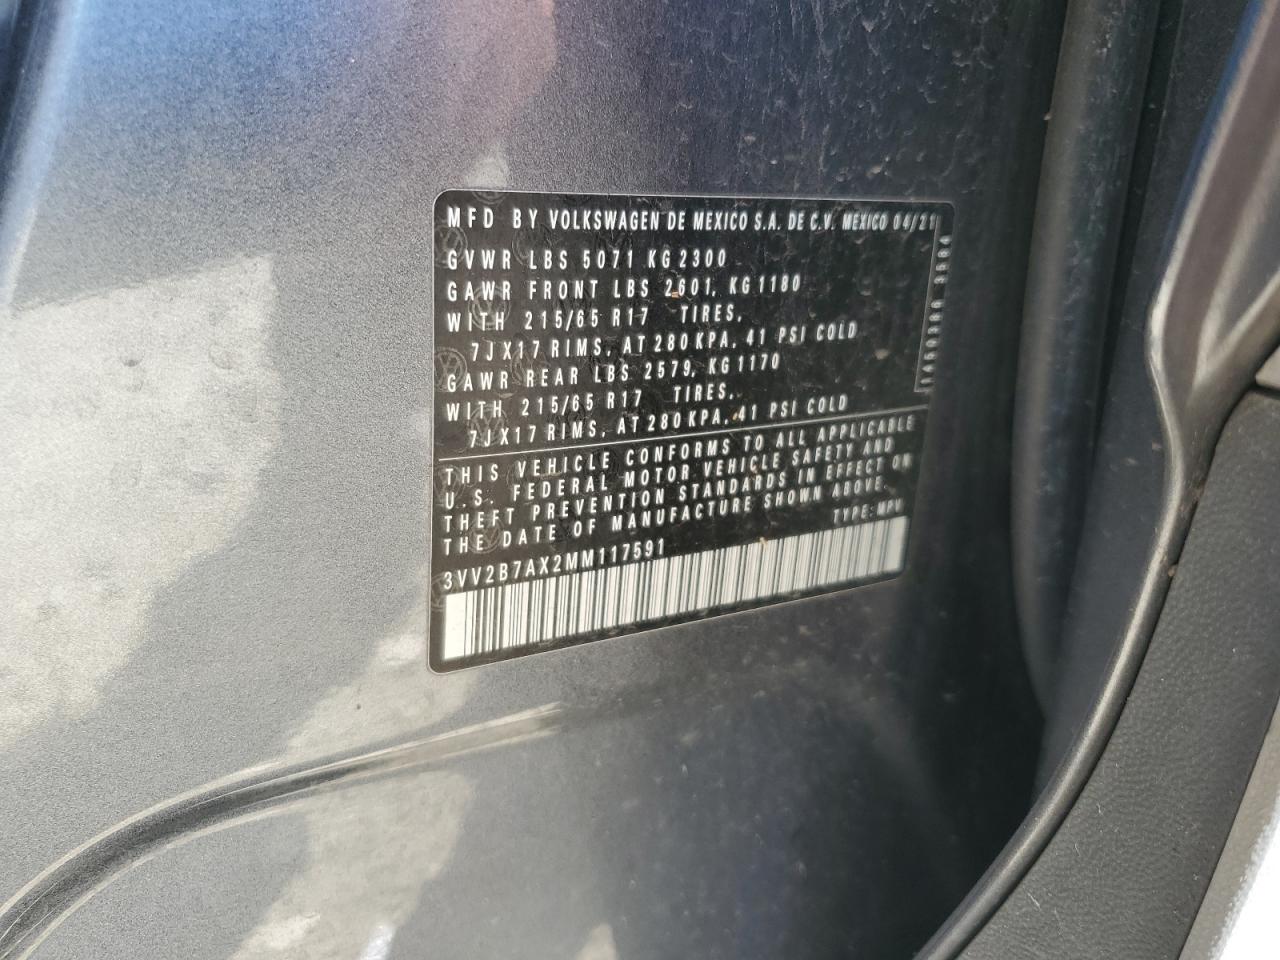 MFD BY VOLKSWAGEN DE MEXICO S.A. DE C.V. MEXICO 04/21
GVWR LBS 5071 KG 2300
GAWR FRONT LBS 2601, KG 1180
WITH 215/65 R17 TIRES,
7JX17 RIMS, AT 280 KPA, 41 PSI COLD
GAWR REAR LBS 2579, KG 1170
WITH 215/65 R17 TIRES,
7JX17 RIMS, AT 280 KPA, 41 PSI COLD
THIS VEHICLE CONFORMS TO ALL APPLICABLE
U.S. FEDERAL MOTOR VEHICLE SAFETY AND
THEFT PREVENTION STANDARDS IN EFFECT ON
THE DATE OF MANUFACTURE SHOWN ABOVE.
TYPE: MPV
3VV2B7AX2MM117591